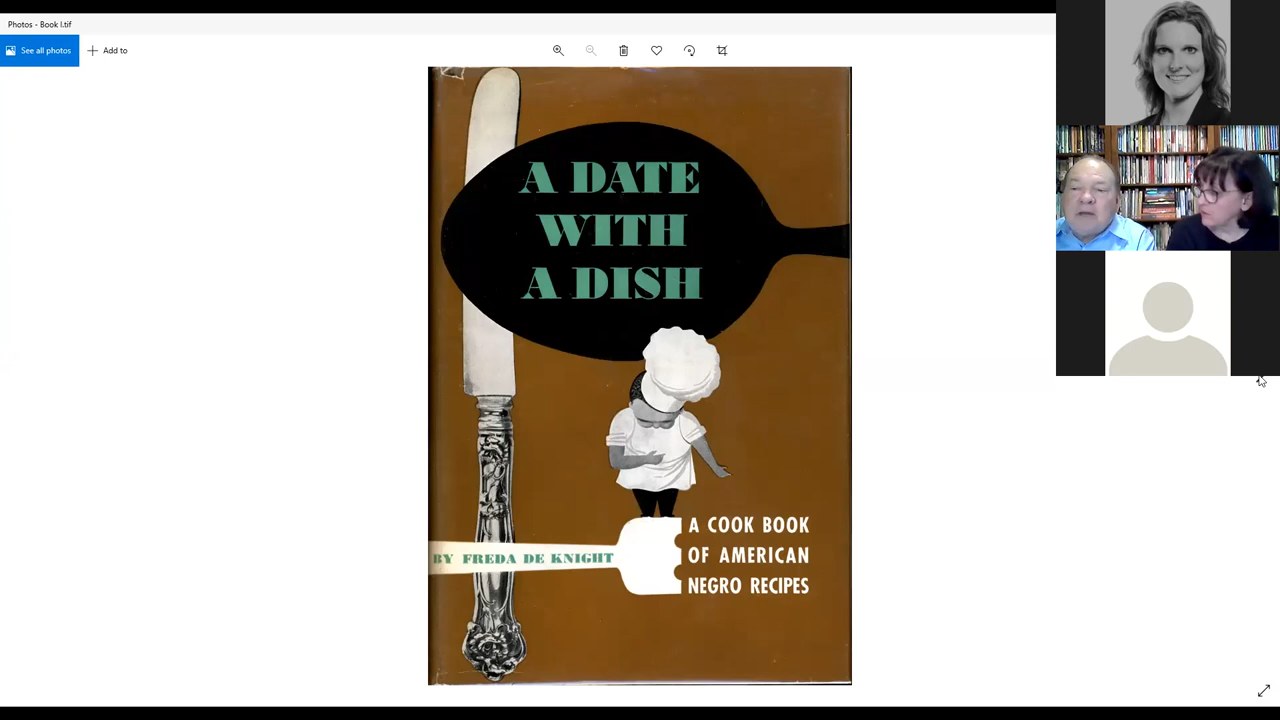 Photos - Book I.tif
See all photos
Add to
A DATE
WITH
A DISH
A COOK BOOK
OF AMERICAN
NEGRO RECIPES
BY FREDA DE KNIGHT